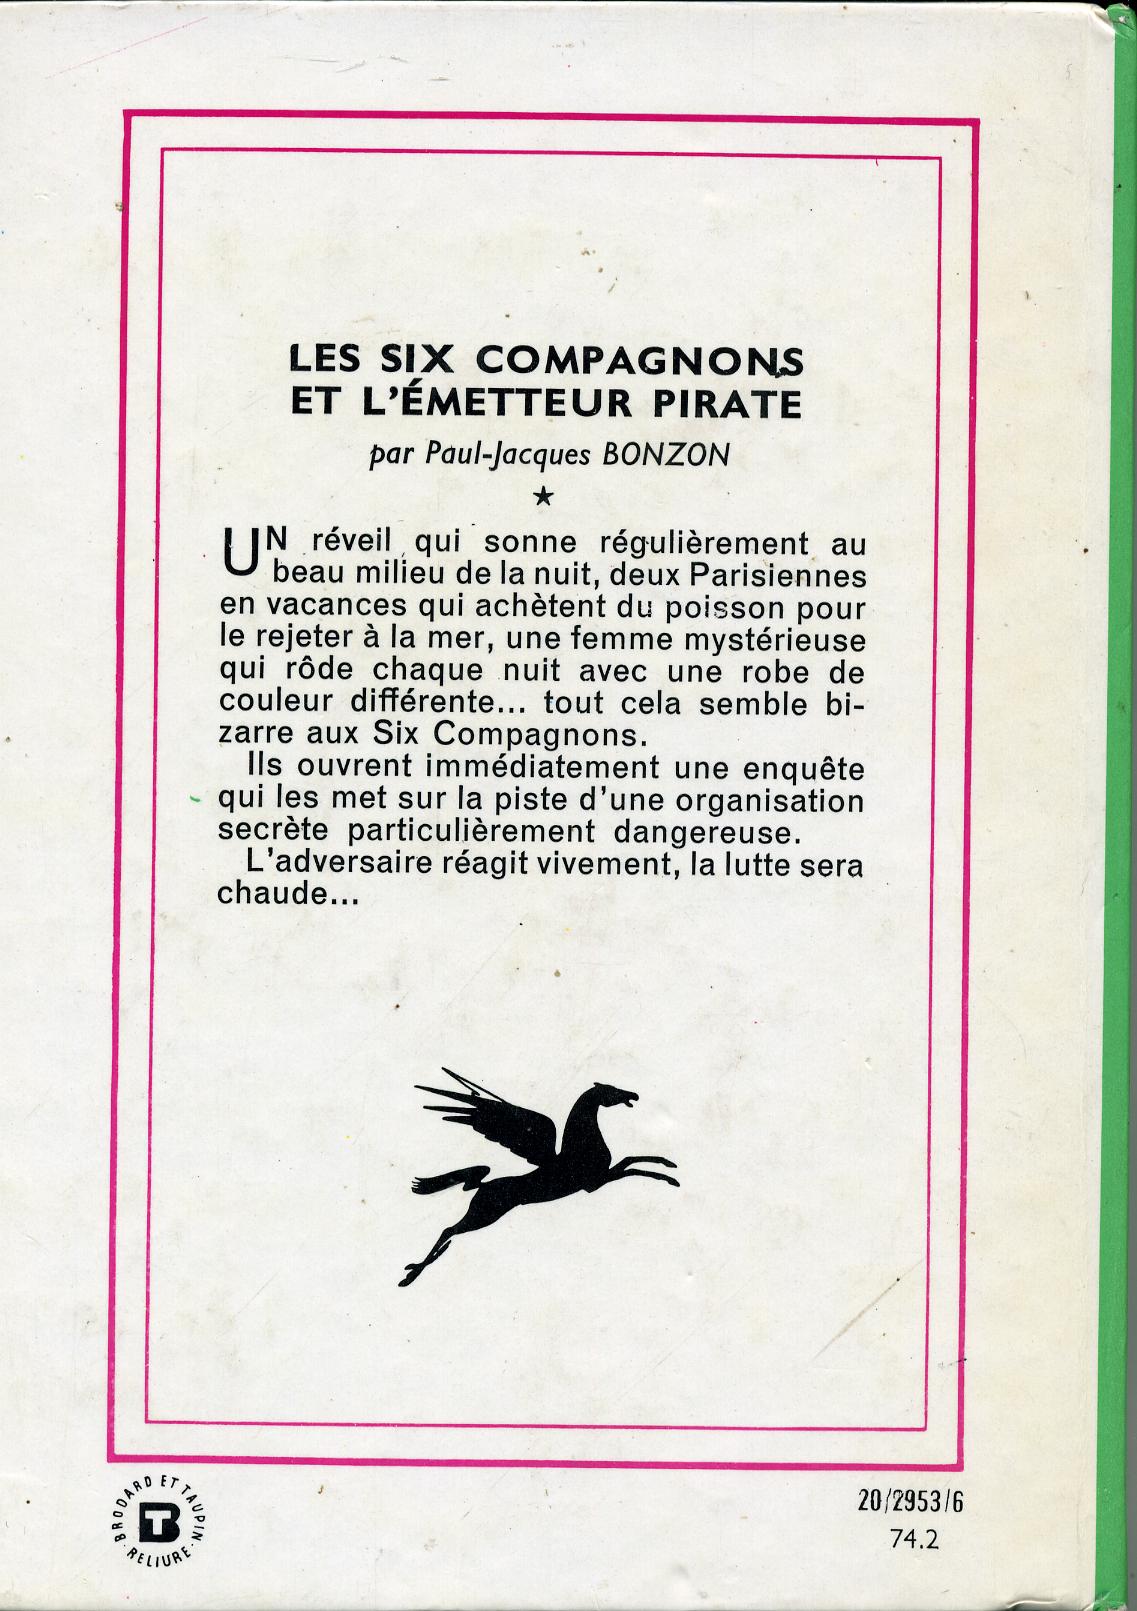 LES SIX COMPAGNONS
ET L'ÉMETTEUR PIRATE
par Paul-Jacques BONZON
UN réveil qui sonne régulièrement au
beau milieu de la nuit, deux Parisiennes
en vacances qui achètent du poisson pour
le rejeter à la mer, une femme mystérieuse
qui rôde chaque nuit avec une robe de
couleur différente... tout cela semble bi-
zarre aux Six Compagnons.
Ils ouvrent immédiatement une enquête
qui les met sur la piste d'une organisation
secrète particulièrement dangereuse.
L'adversaire réagit vivement, la lutte sera
chaude...
BRODARD ET TAUPIN
BT
· RELIURE ·
20/2953/6
74.2